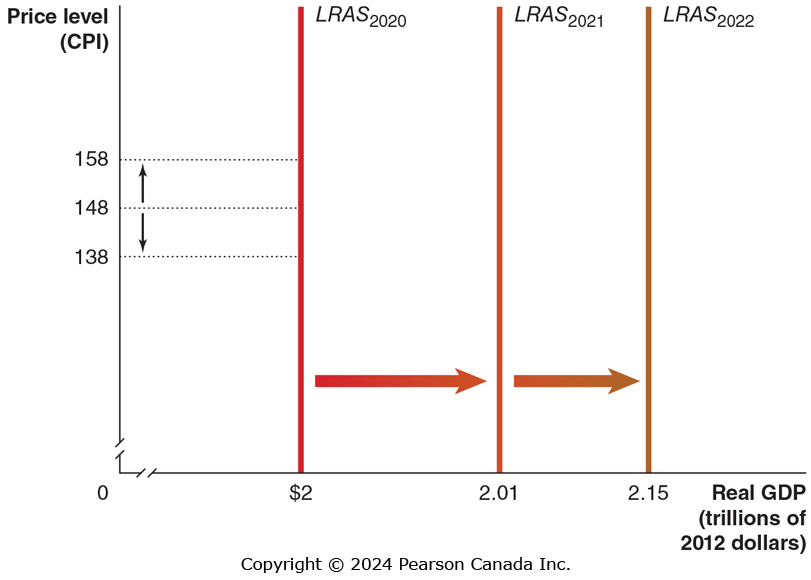 Price level
(CPI)
LRAS2020
LRAS2021
LRAS2022
158
148
138
0
$2
2.01
2.15
Real GDP
(trillions of
2012 dollars)
Copyright © 2024 Pearson Canada Inc.